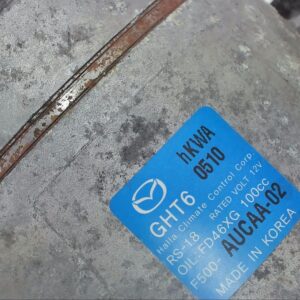 hKWA
0510
GHT6
Halla Climate Control Corp
RS-18 RATED VOLT 12V
OIL-FD46XG 100cc
F500- AUCAA-02
MADE IN KOREA